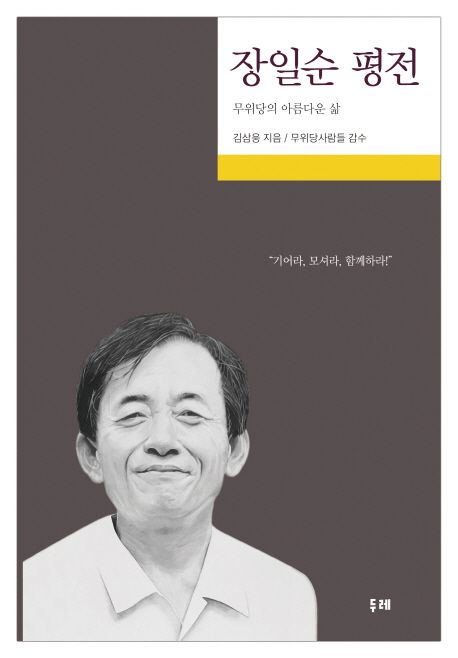 장일순 평전
무위당의 아름다운 삶
김삼웅 지음 / 무위당사람들 감수
“기어라, 모셔라, 함께하라!”
두레